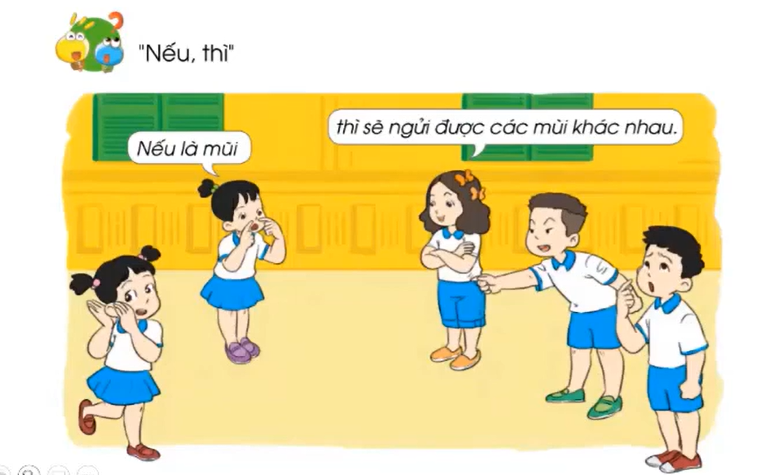 "Nếu, thì"
Nếu là mũi
thì sẽ ngửi được các mùi khác nhau.